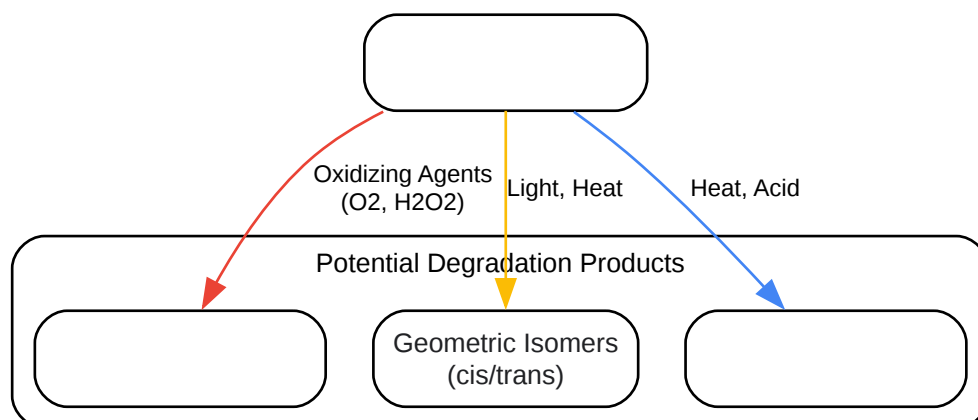 Oxidizing Agents
(O2, H2O2)
Light, Heat
Heat, Acid
Potential Degradation Products
Geometric Isomers
(cis/trans)